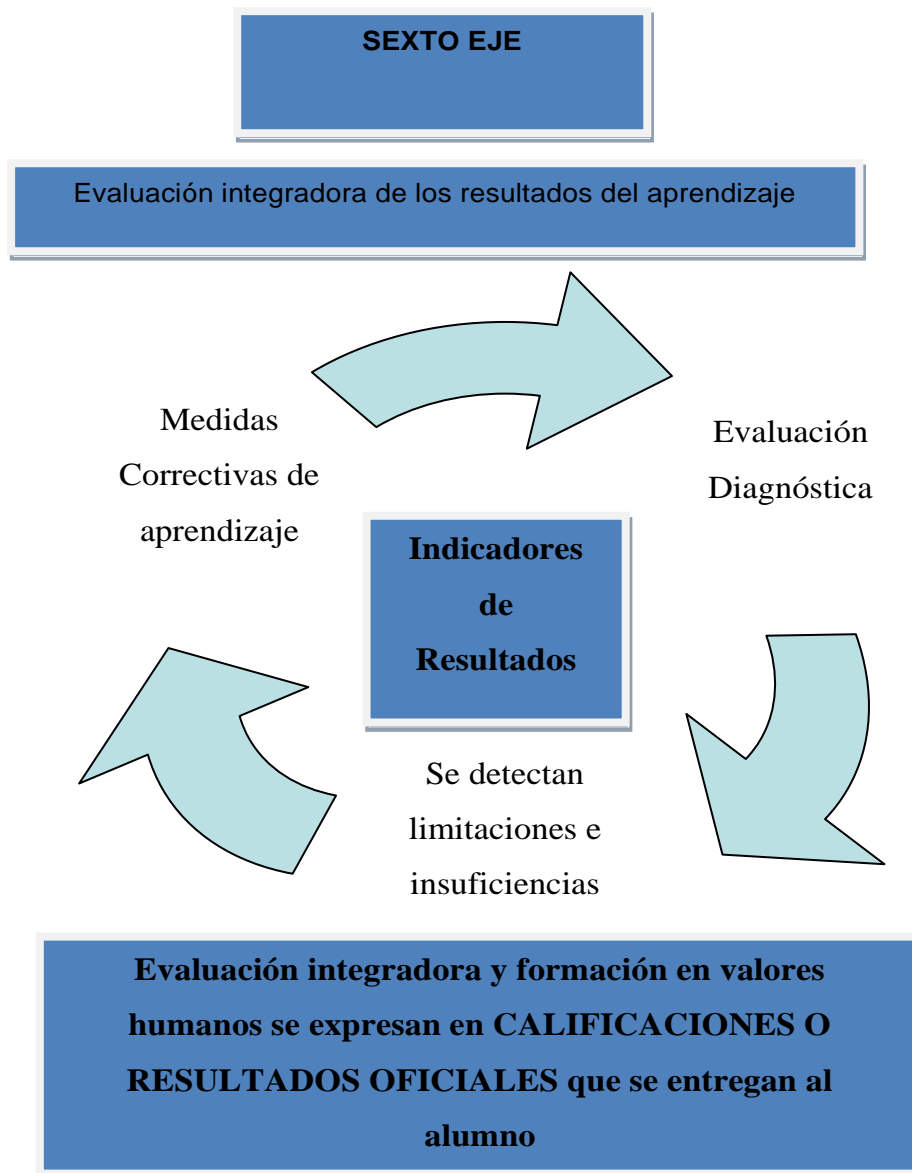 SEXTO EJE
Evaluación integradora de los resultados del aprendizaje
Medidas
Correctivas de
aprendizaje
Evaluación
Diagnóstica
Indicadores
de
Resultados
Se detectan
limitaciones e
insuficiencias
Evaluación integradora y formación en valores
humanos se expresan en CALIFICACIONES O
RESULTADOS OFICIALES que se entregan al
alumno